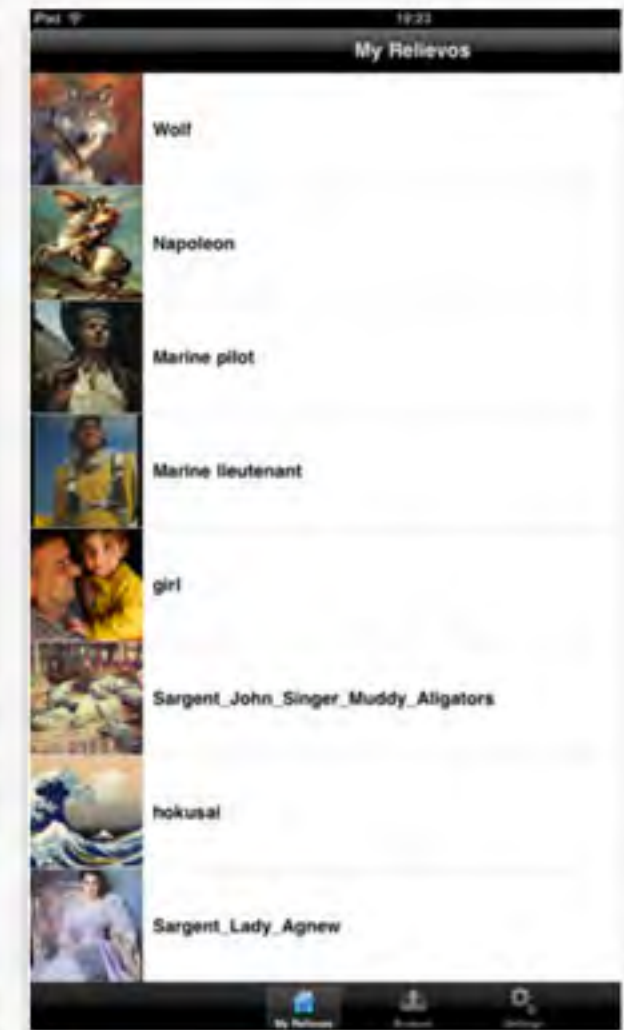 iPad 19:23
My Relievos
Wolf
Napoleon
Marine pilot
Marine lieutenant
girl
Sargent_John_Singer_Muddy_Aligators
hokusai
Sargent_Lady_Agnew
My Relievos